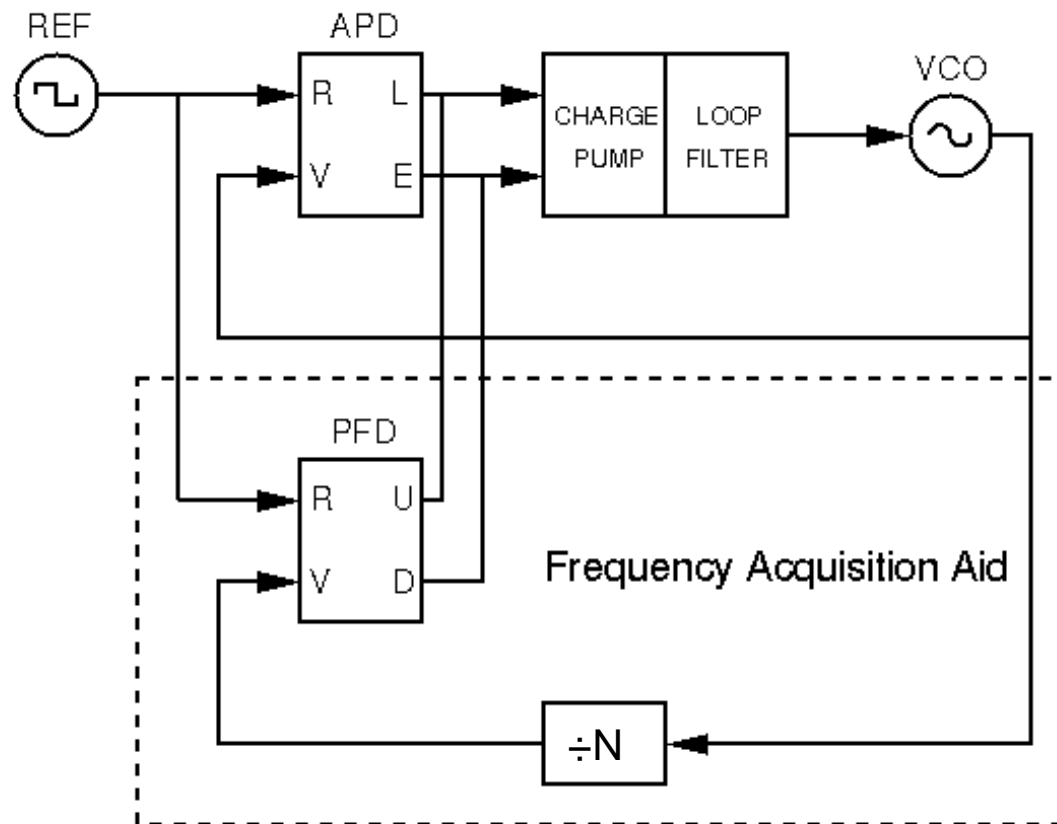 REF
APD
VCO
R L
V E
CHARGE
PUMP
LOOP
FILTER
PFD
R U
V D
Frequency Acquisition Aid
÷N